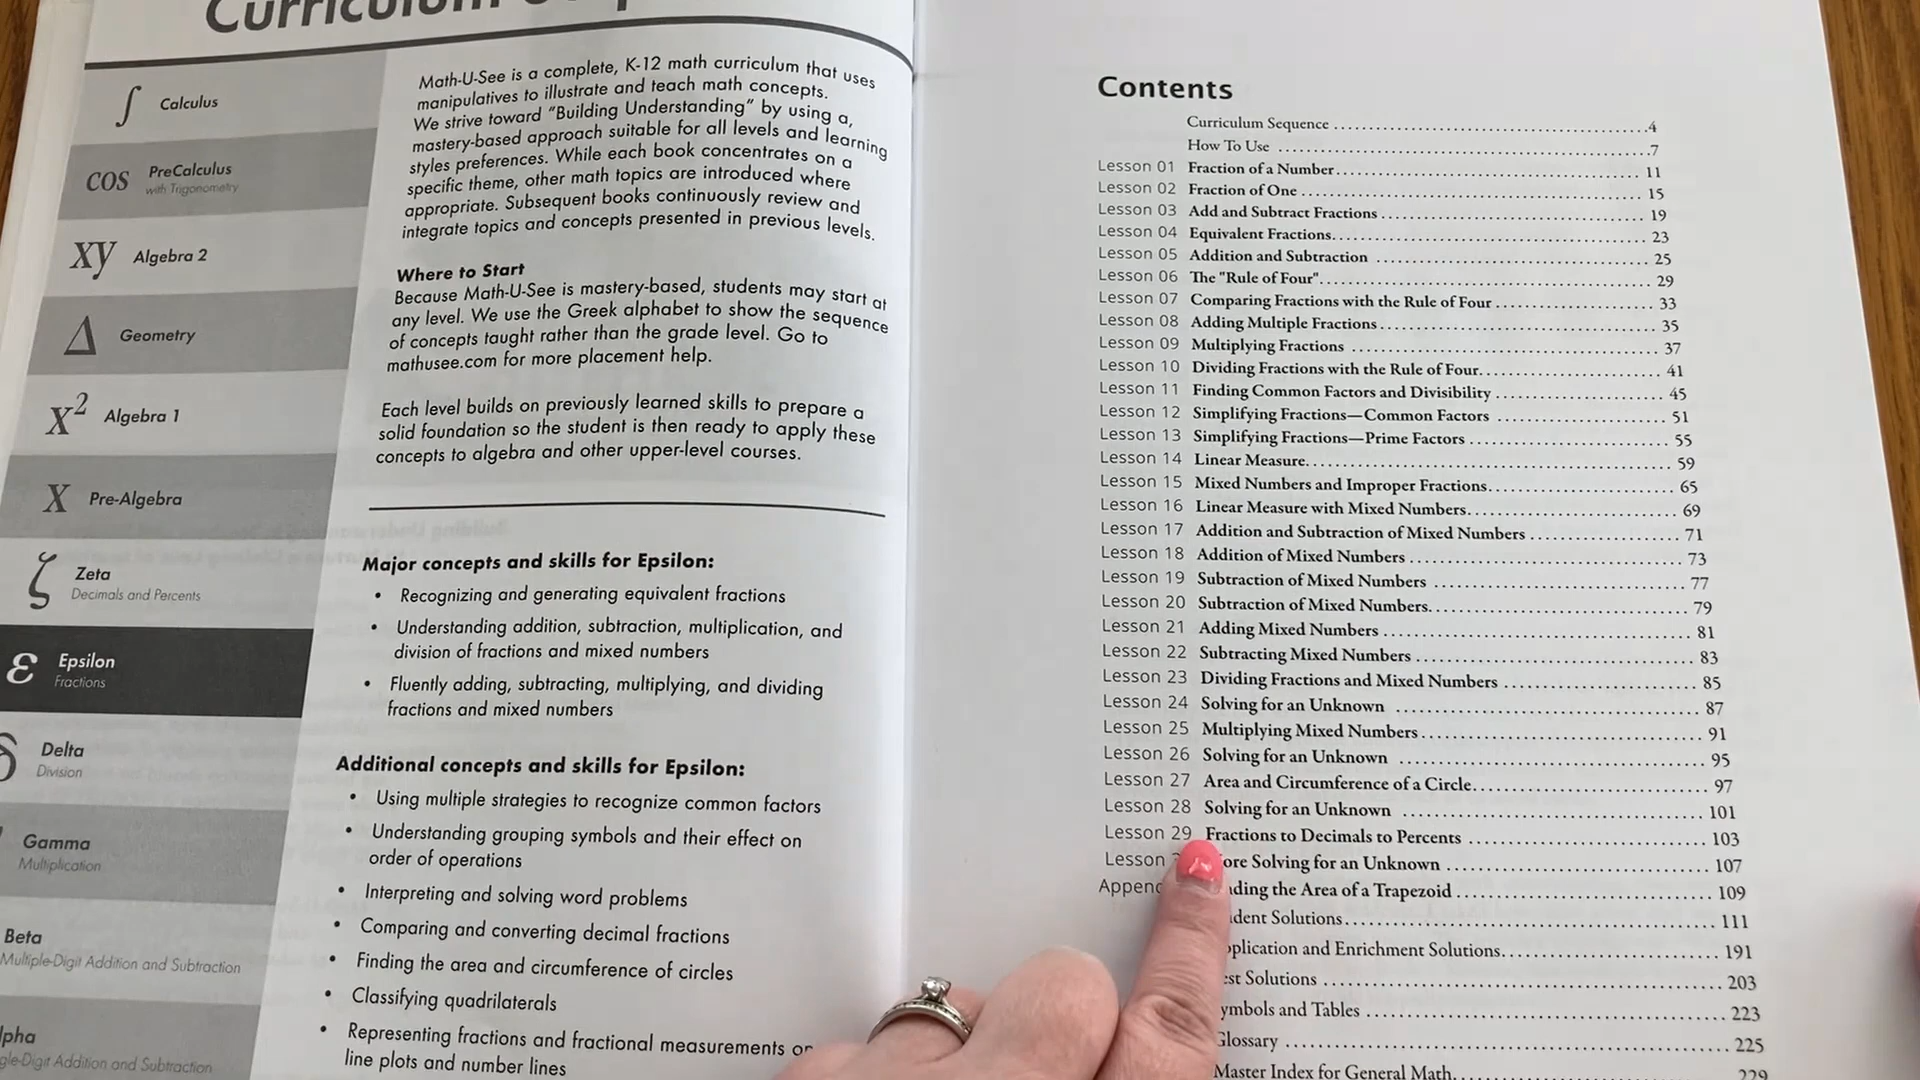 Curriculum
∫ Calculus
cos PreCalculus
with Trigonometry
xy Algebra 2
Δ Geometry
x² Algebra 1
x Pre-Algebra
ζ Zeta
Decimals and Percents
ε Epsilon
Fractions
δ Delta
Division
Gamma
Multiplication
Beta
Multiple-Digit Addition and Subtraction
lpha
gle-Digit Addition and Subtraction
Math-U-See is a complete, K-12 math curriculum that uses
manipulatives to illustrate and teach math concepts.
We strive toward “Building Understanding” by using a,
mastery-based approach suitable for all levels and learning
styles preferences. While each book concentrates on a
specific theme, other math topics are introduced where
appropriate. Subsequent books continuously review and
integrate topics and concepts presented in previous levels.
Where to Start
Because Math-U-See is mastery-based, students may start at
any level. We use the Greek alphabet to show the sequence
of concepts taught rather than the grade level. Go to
mathusee.com for more placement help.
Each level builds on previously learned skills to prepare a
solid foundation so the student is then ready to apply these
concepts to algebra and other upper-level courses.
Major concepts and skills for Epsilon:
• Recognizing and generating equivalent fractions
• Understanding addition, subtraction, multiplication, and
division of fractions and mixed numbers
• Fluently adding, subtracting, multiplying, and dividing
fractions and mixed numbers
Additional concepts and skills for Epsilon:
• Using multiple strategies to recognize common factors
• Understanding grouping symbols and their effect on
order of operations
• Interpreting and solving word problems
• Comparing and converting decimal fractions
• Finding the area and circumference of circles
• Classifying quadrilaterals
• Representing fractions and fractional measurements on
line plots and number lines
Contents
Curriculum Sequence ........ 4
How To Use ........ 7
Lesson 01 Fraction of a Number ........ 11
Lesson 02 Fraction of One ........ 15
Lesson 03 Add and Subtract Fractions ........ 19
Lesson 04 Equivalent Fractions ........ 23
Lesson 05 Addition and Subtraction ........ 25
Lesson 06 The "Rule of Four" ........ 29
Lesson 07 Comparing Fractions with the Rule of Four ........ 33
Lesson 08 Adding Multiple Fractions ........ 35
Lesson 09 Multiplying Fractions ........ 37
Lesson 10 Dividing Fractions with the Rule of Four ........ 41
Lesson 11 Finding Common Factors and Divisibility ........ 45
Lesson 12 Simplifying Fractions—Common Factors ........ 51
Lesson 13 Simplifying Fractions—Prime Factors ........ 55
Lesson 14 Linear Measure ........ 59
Lesson 15 Mixed Numbers and Improper Fractions ........ 65
Lesson 16 Linear Measure with Mixed Numbers ........ 69
Lesson 17 Addition and Subtraction of Mixed Numbers ........ 71
Lesson 18 Addition of Mixed Numbers ........ 73
Lesson 19 Subtraction of Mixed Numbers ........ 77
Lesson 20 Subtraction of Mixed Numbers ........ 79
Lesson 21 Adding Mixed Numbers ........ 81
Lesson 22 Subtracting Mixed Numbers ........ 83
Lesson 23 Dividing Fractions and Mixed Numbers ........ 85
Lesson 24 Solving for an Unknown ........ 87
Lesson 25 Multiplying Mixed Numbers ........ 91
Lesson 26 Solving for an Unknown ........ 95
Lesson 27 Area and Circumference of a Circle ........ 97
Lesson 28 Solving for an Unknown ........ 101
Lesson 29 Fractions to Decimals to Percents ........ 103
Lesson ore Solving for an Unknown ........ 107
Append ding the Area of a Trapezoid ........ 109
dent Solutions ........ 111
pplication and Enrichment Solutions ........ 191
est Solutions ........ 203
ymbols and Tables ........ 223
Glossary ........ 225
Master Index for General Math ........ 229